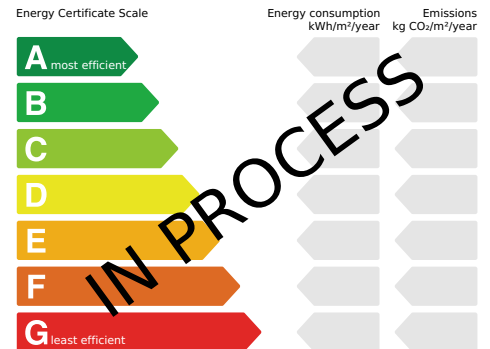 Energy Certificate Scale
Energy consumption
kWh/m²/year
Emissions
kg CO₂/m²/year
A most efficient
B
C
D
E
F
G least efficient
IN PROCESS